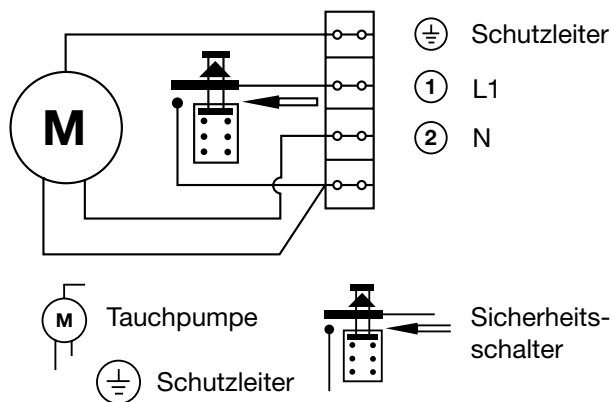 Schutzleiter
1 L1
M
2 N
M Tauchpumpe
Sicherheits-
schalter
Schutzleiter